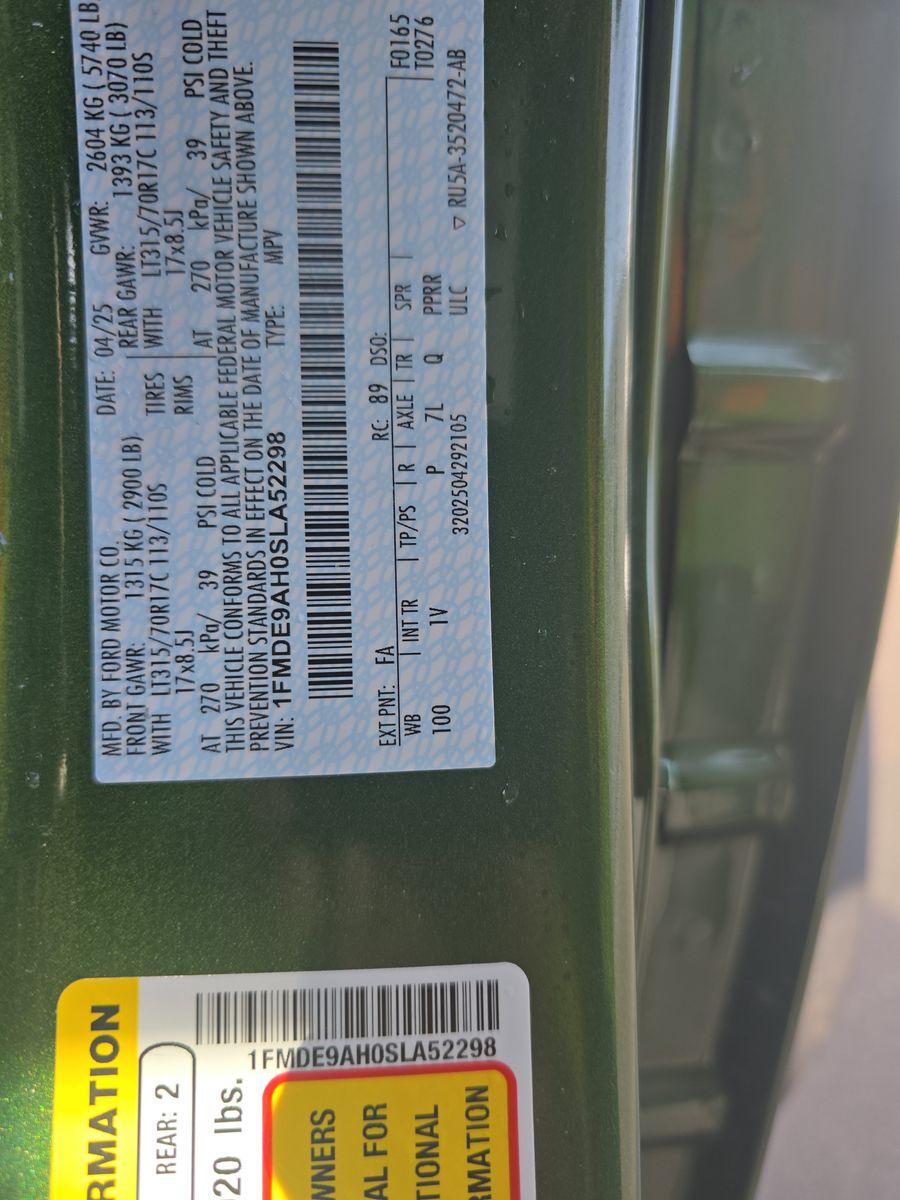 MFD. BY FORD MOTOR CO. DATE: 04/25 GVWR: 2604 KG ( 5740 LB
FRONT GAWR: 1315 KG ( 2900 LB) REAR GAWR: 1393 KG ( 3070 LB)
WITH LT315/70R17C 113/110S TIRES WITH LT315/70R17C 113/110S
17x8.5J RIMS 17x8.5J
AT 270 kPa/ 39 PSI COLD AT 270 kPa/ 39 PSI COLD
THIS VEHICLE CONFORMS TO ALL APPLICABLE FEDERAL MOTOR VEHICLE SAFETY AND THEFT
PREVENTION STANDARDS IN EFFECT ON THE DATE OF MANUFACTURE SHOWN ABOVE.
VIN: 1FMDE9AH0SLA52298 TYPE: MPV
EXT PNT: FA RC: 89 DSO: F0165
WB INT TR TP/PS R AXLE TR SPR T0276
100 1V P 7L Q PPRR
3202504292105 ULC ▽ RU5A-3520472-AB
RMATION
REAR: 2
20 lbs.
1FMDE9AH0SLA52298
WNERS
AL FOR
TIONAL
RMATION